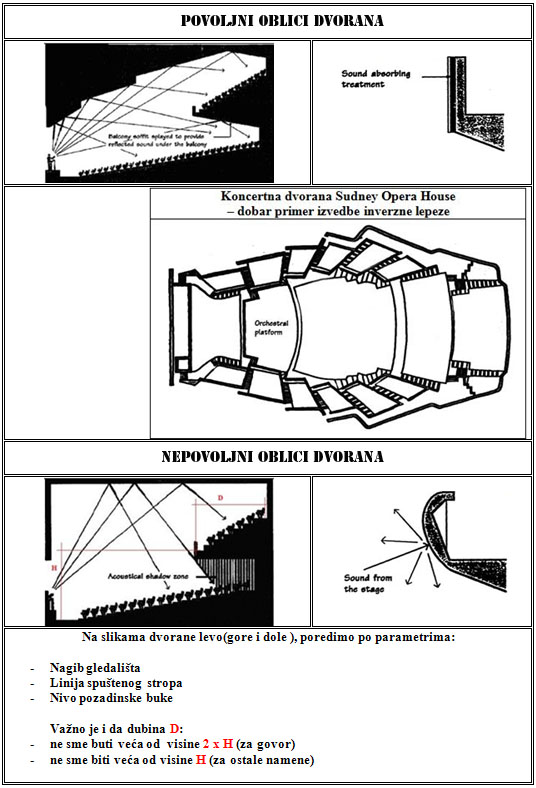 POVOLJNI OBLICI DVORANA
Balcony soffit splayed to provide
reflected sound under the balcony
Sound absorbing
treatment
Koncertna dvorana Sudney Opera House
– dobar primer izvedbe inverzne lepeze
Orchestral
platform
NEPOVOLJNI OBLICI DVORANA
D
H
Acoustical shadow zone
Sound from
the stage
Na slikama dvorane levo(gore i dole ), poredimo po parametrima:
- Nagib gledališta
- Linija spuštenog stropa
- Nivo pozadinske buke
Važno je i da dubina D:
- ne sme buti veća od visine 2 x H (za govor)
- ne sme biti veća od visine H (za ostale namene)